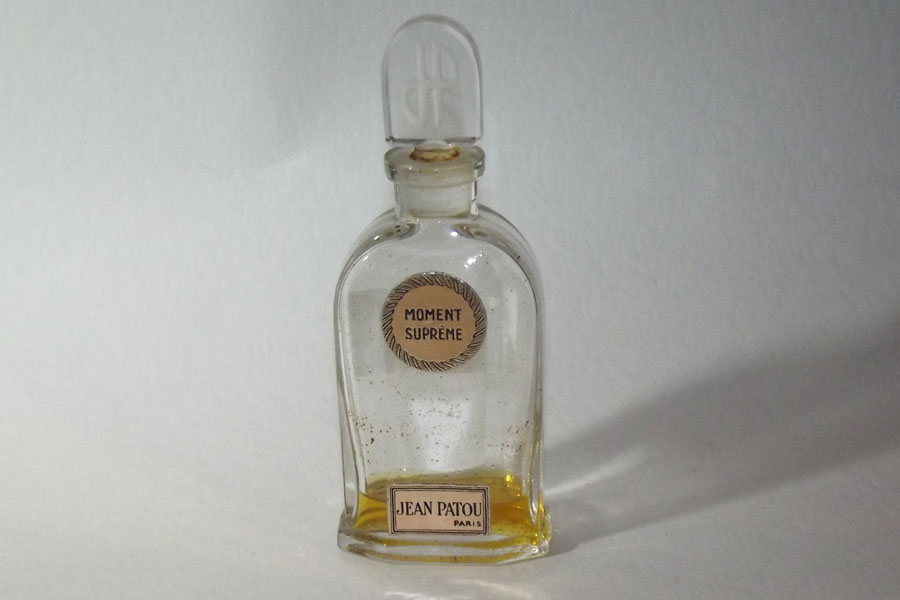 MOMENT
SUPRÊME
JEAN PATOU
PARIS